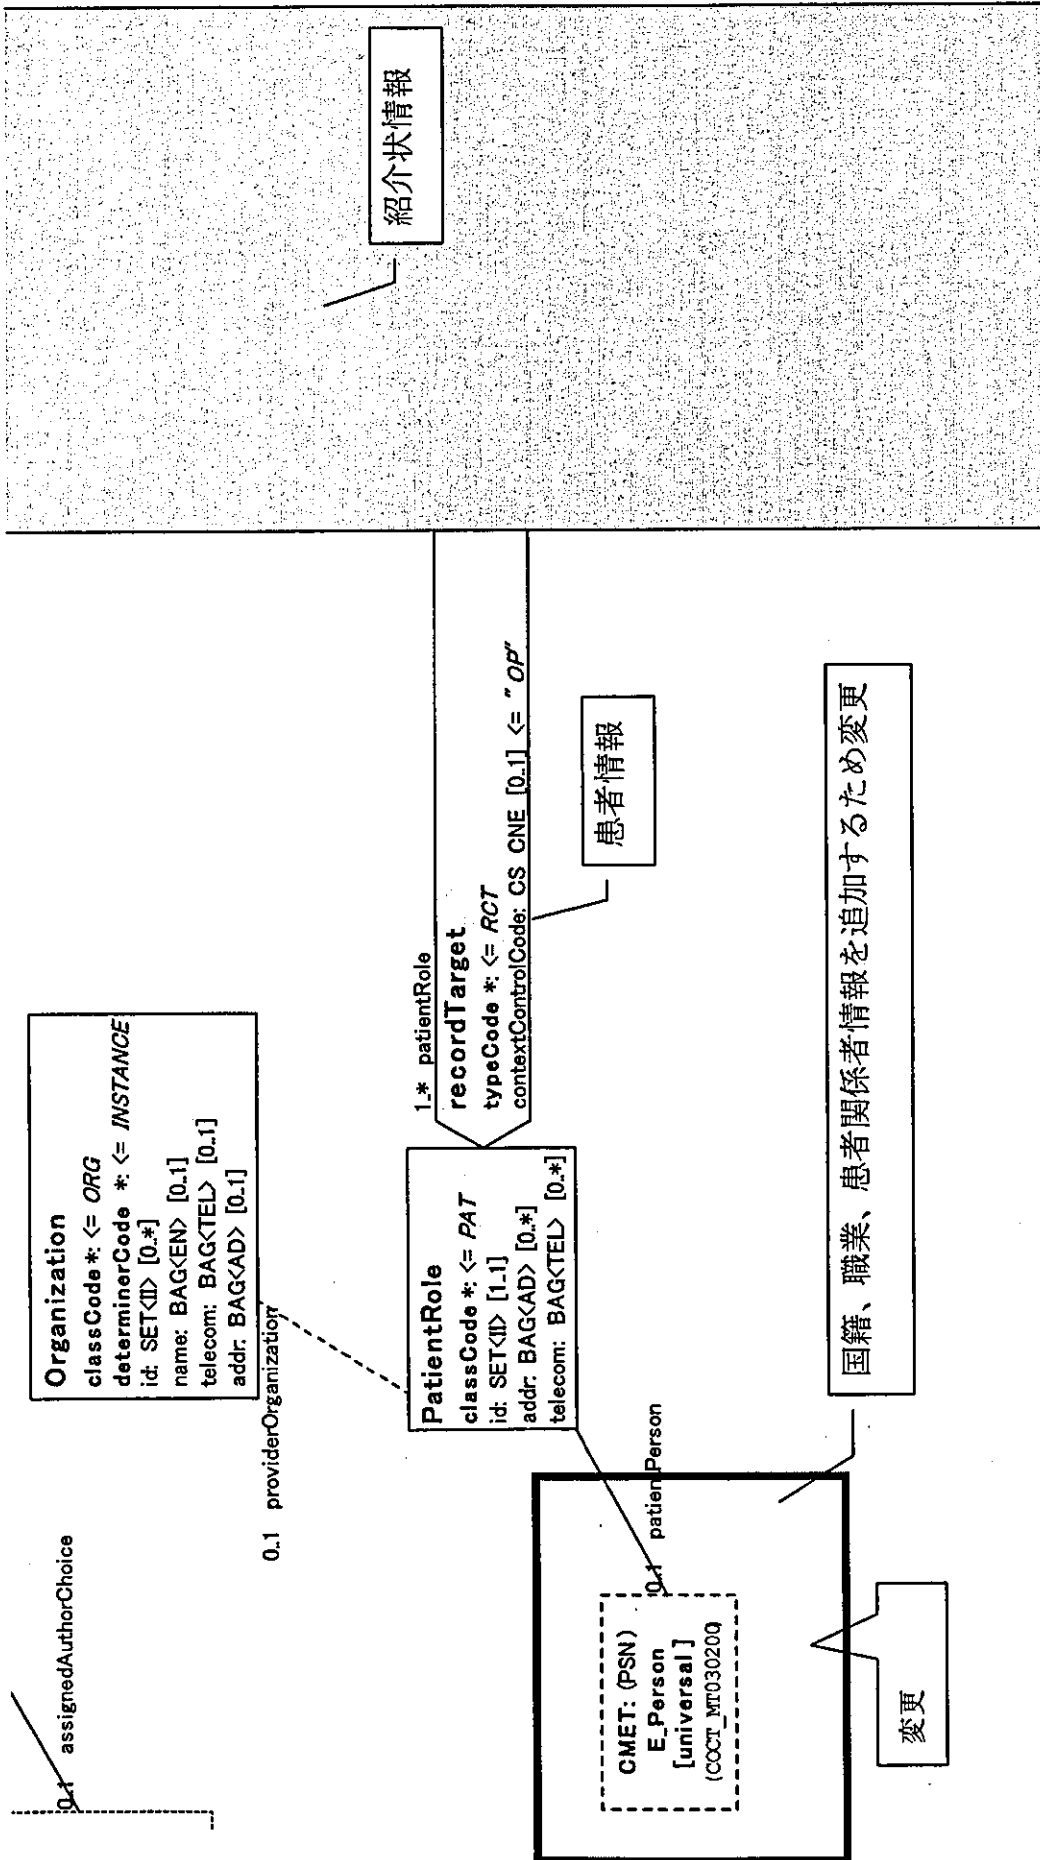 0..1 assignedAuthorChoice
Organization
classCode *: <= ORG
determinerCode *: <= INSTANCE
id: SET<II> [0..*]
name: BAG<EN> [0..1]
telecom: BAG<TEL> [0..1]
addr: BAG<AD> [0..1]
0..1 providerOrganization
PatientRole
classCode *: <= PAT
id: SET<II> [1..1]
addr: BAG<AD> [0..*]
telecom: BAG<TEL> [0..*]
1..* patientRole
recordTarget
typeCode *: <= RCT
contextControlCode: CS CNE [0..1] <= "OP"
紹介状情報
患者情報
0..1 patientPerson
CMET: (PSN)
E_Person
[universal]
(COCT_MT030200)
国籍、職業、患者関係者情報を追加するため変更
変更